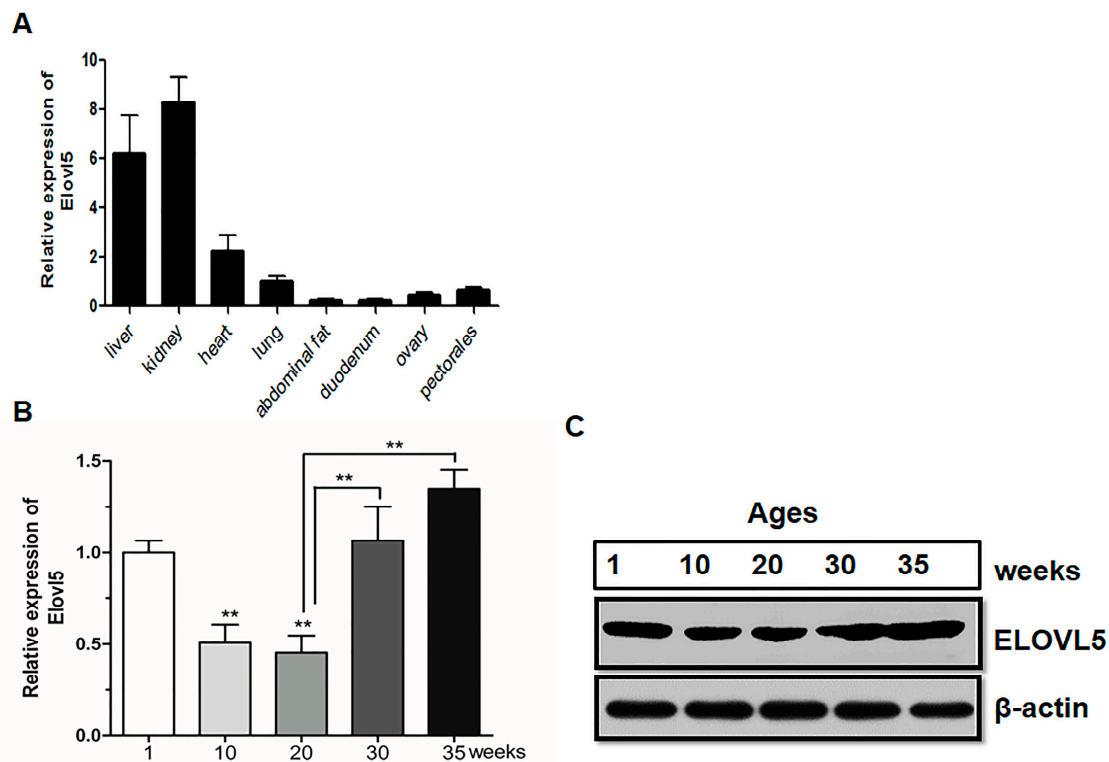 A
Relative expression of
Elovl5
10
8
6
4
2
0
liver
kidney
heart
lung
abdominal fat
duodenum
ovary
pectorales
B
Relative expression of
Elovl5
1.5
1.0
0.5
0.0
**
**
**
**
1 10 20 30 35 weeks
C
Ages
1 10 20 30 35 weeks
ELOVL5
β-actin